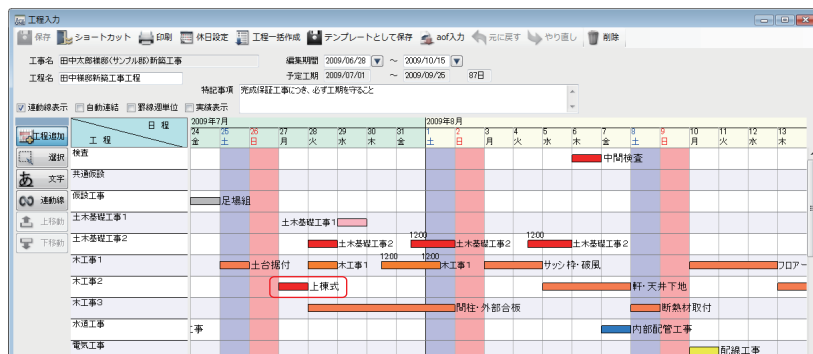 工程入力
保存 ショートカット 印刷 休日設定 工程一括作成 テンプレートとして保存 aof入力 元に戻す やり直し 削除
工事名 田中太郎様邸(サンプル邸)新築工事 編集期間 2009/06/28 ～ 2009/10/15
工程名 田中様邸新築工事工程 予定工期 2009/07/01 ～ 2009/09/25 87日
特記事項 完成保証工事につき、必ず工期を守ること
連動線表示 自動連結 罫線週単位 実績表示
日程 2009年7月 2009年8月
工程追加 工程 24 25 26 27 28 29 30 31 1 2 3 4 5 6 7 8 9 10 11 12 13
金 土 日 月 火 水 木 金 土 日 月 火 水 木 金 土 日 月 火 水 木
選択 検査 中間検査
文字 共通仮設
連動線 仮設工事 足場組
上移動 土木基礎工事1 土木基礎工事1
下移動 土木基礎工事2 土木基礎工事2 12:00 土木基礎工事2 12:00 土木基礎工事2
木工事1 土台据付 木工事1 12:00 12:00 木工事1 サッシ枠・破風 フロアー
木工事2 上棟式 軒・天井下地
木工事3 間柱・外部合板 断熱材取付
水道工事 工事 内部配管工事
電気工事 配線工事